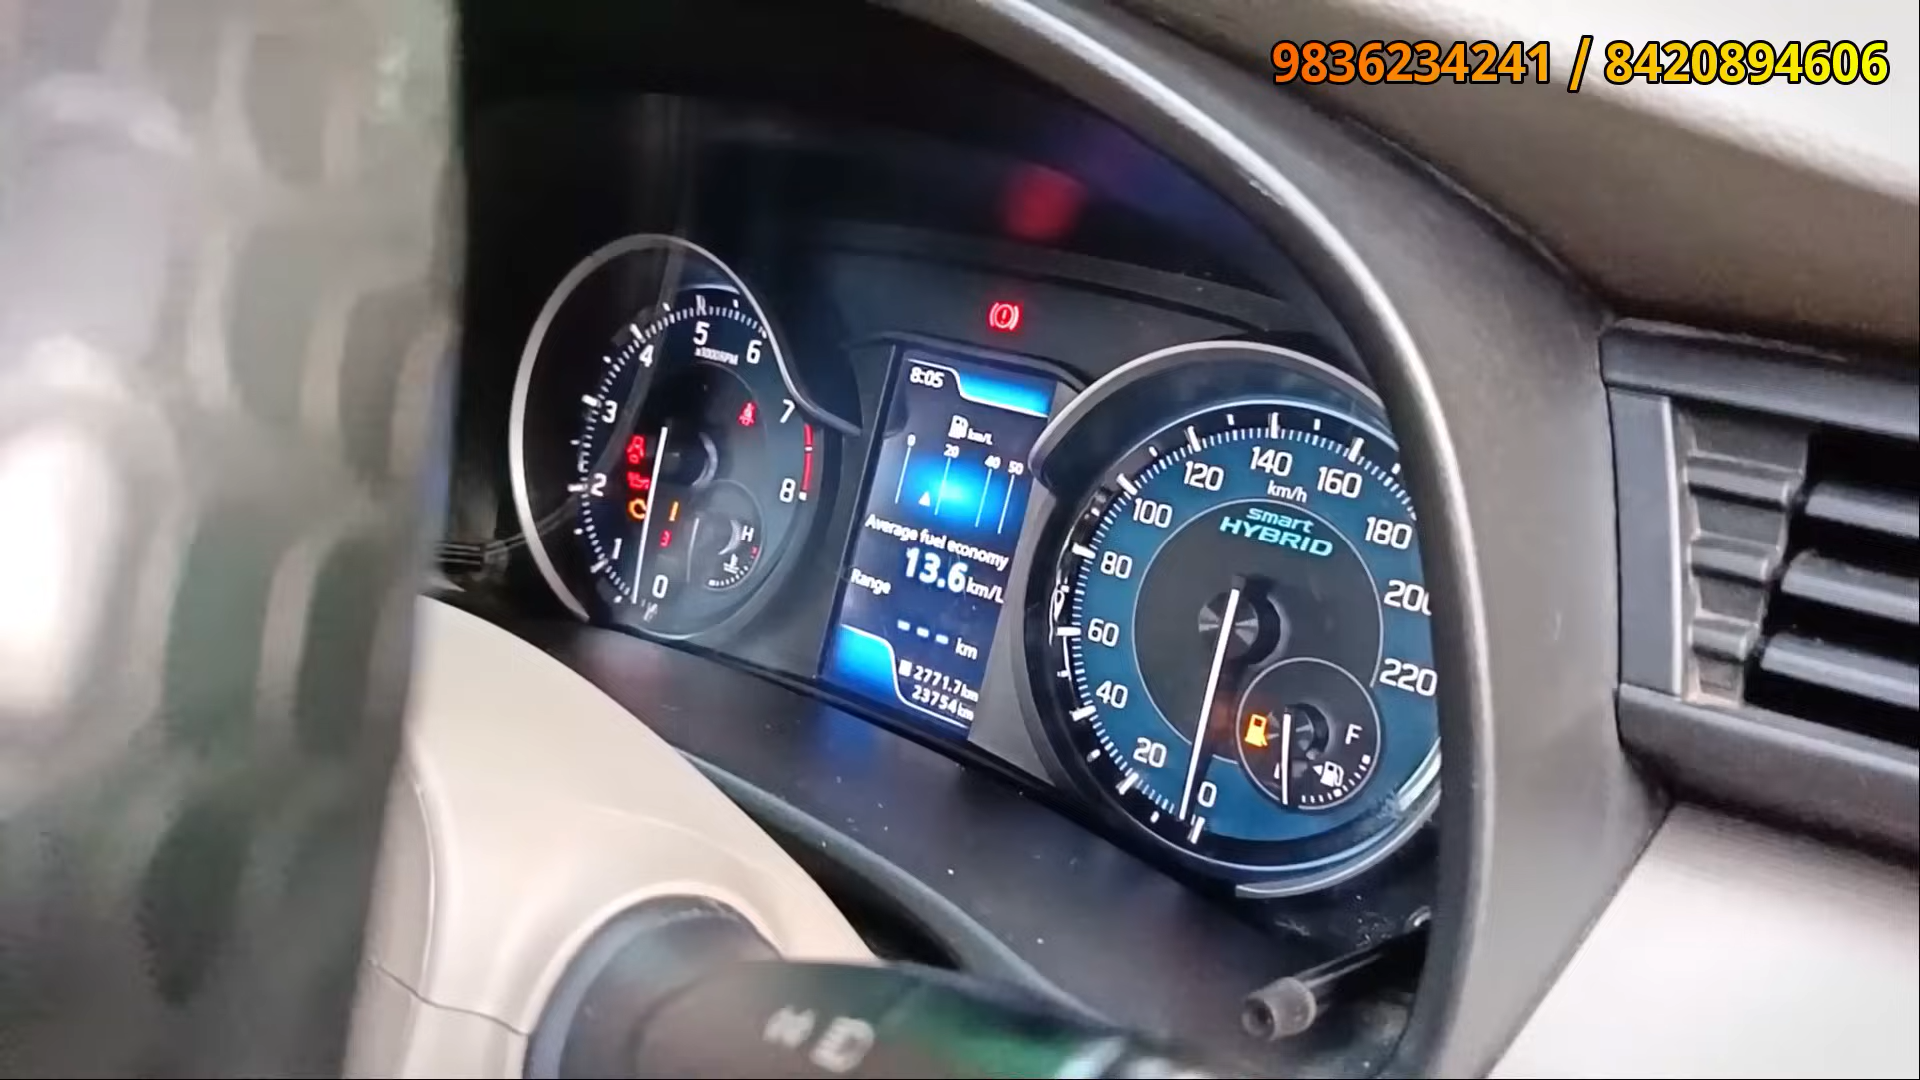 9836234241 / 8420894606
8:05
km/L
0 20 40 50
Average fuel economy
13.6 km/L
Range
--- km
2771.7 km
23754 km
0 1 2 3 4 5 6 7 8
x1000RPM
H
0 20 40 60 80 100 120 140 160 180 200 220
km/h
smart
HYBRID
F